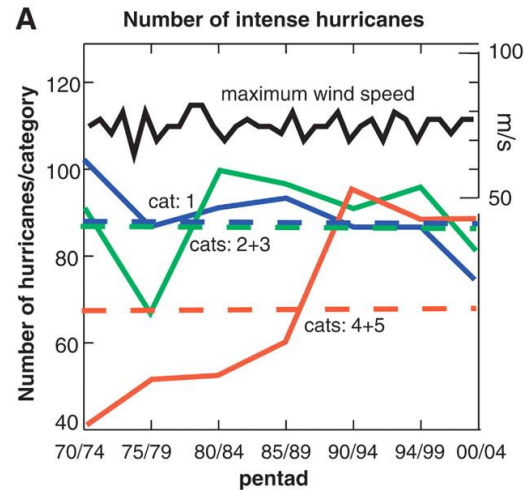 A
Number of intense hurricanes
Number of hurricanes/category
120
100
80
60
40
100
50
m/s
maximum wind speed
cat: 1
cats: 2+3
cats: 4+5
70/74 75/79 80/84 85/89 90/94 94/99 00/04
pentad